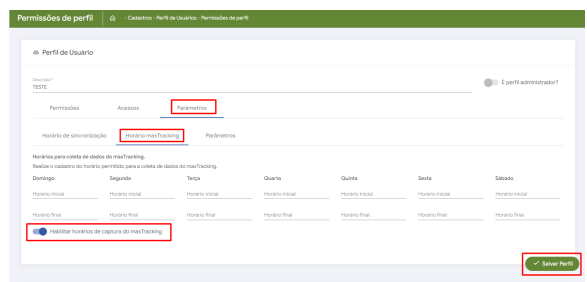 Permissões de perfil - Cadastros - Perfil de Usuários - Permissões de perfil
Perfil de Usuário
Descrição *
TESTE
É perfil administrador?
Permissões Acessos Parâmetros
Horário de sincronização Horário maxTracking Parâmetros
Horários para coleta de dados do maxTracking.
Realize o cadastro do horário permitido para a coleta de dados do maxTracking.
Domingo Segunda Terça Quarta Quinta Sexta Sábado
Horário inicial Horário inicial Horário inicial Horário inicial Horário inicial Horário inicial Horário inicial
Horário final Horário final Horário final Horário final Horário final Horário final Horário final
Habilitar horários de captura do maxTracking
Salvar Perfil